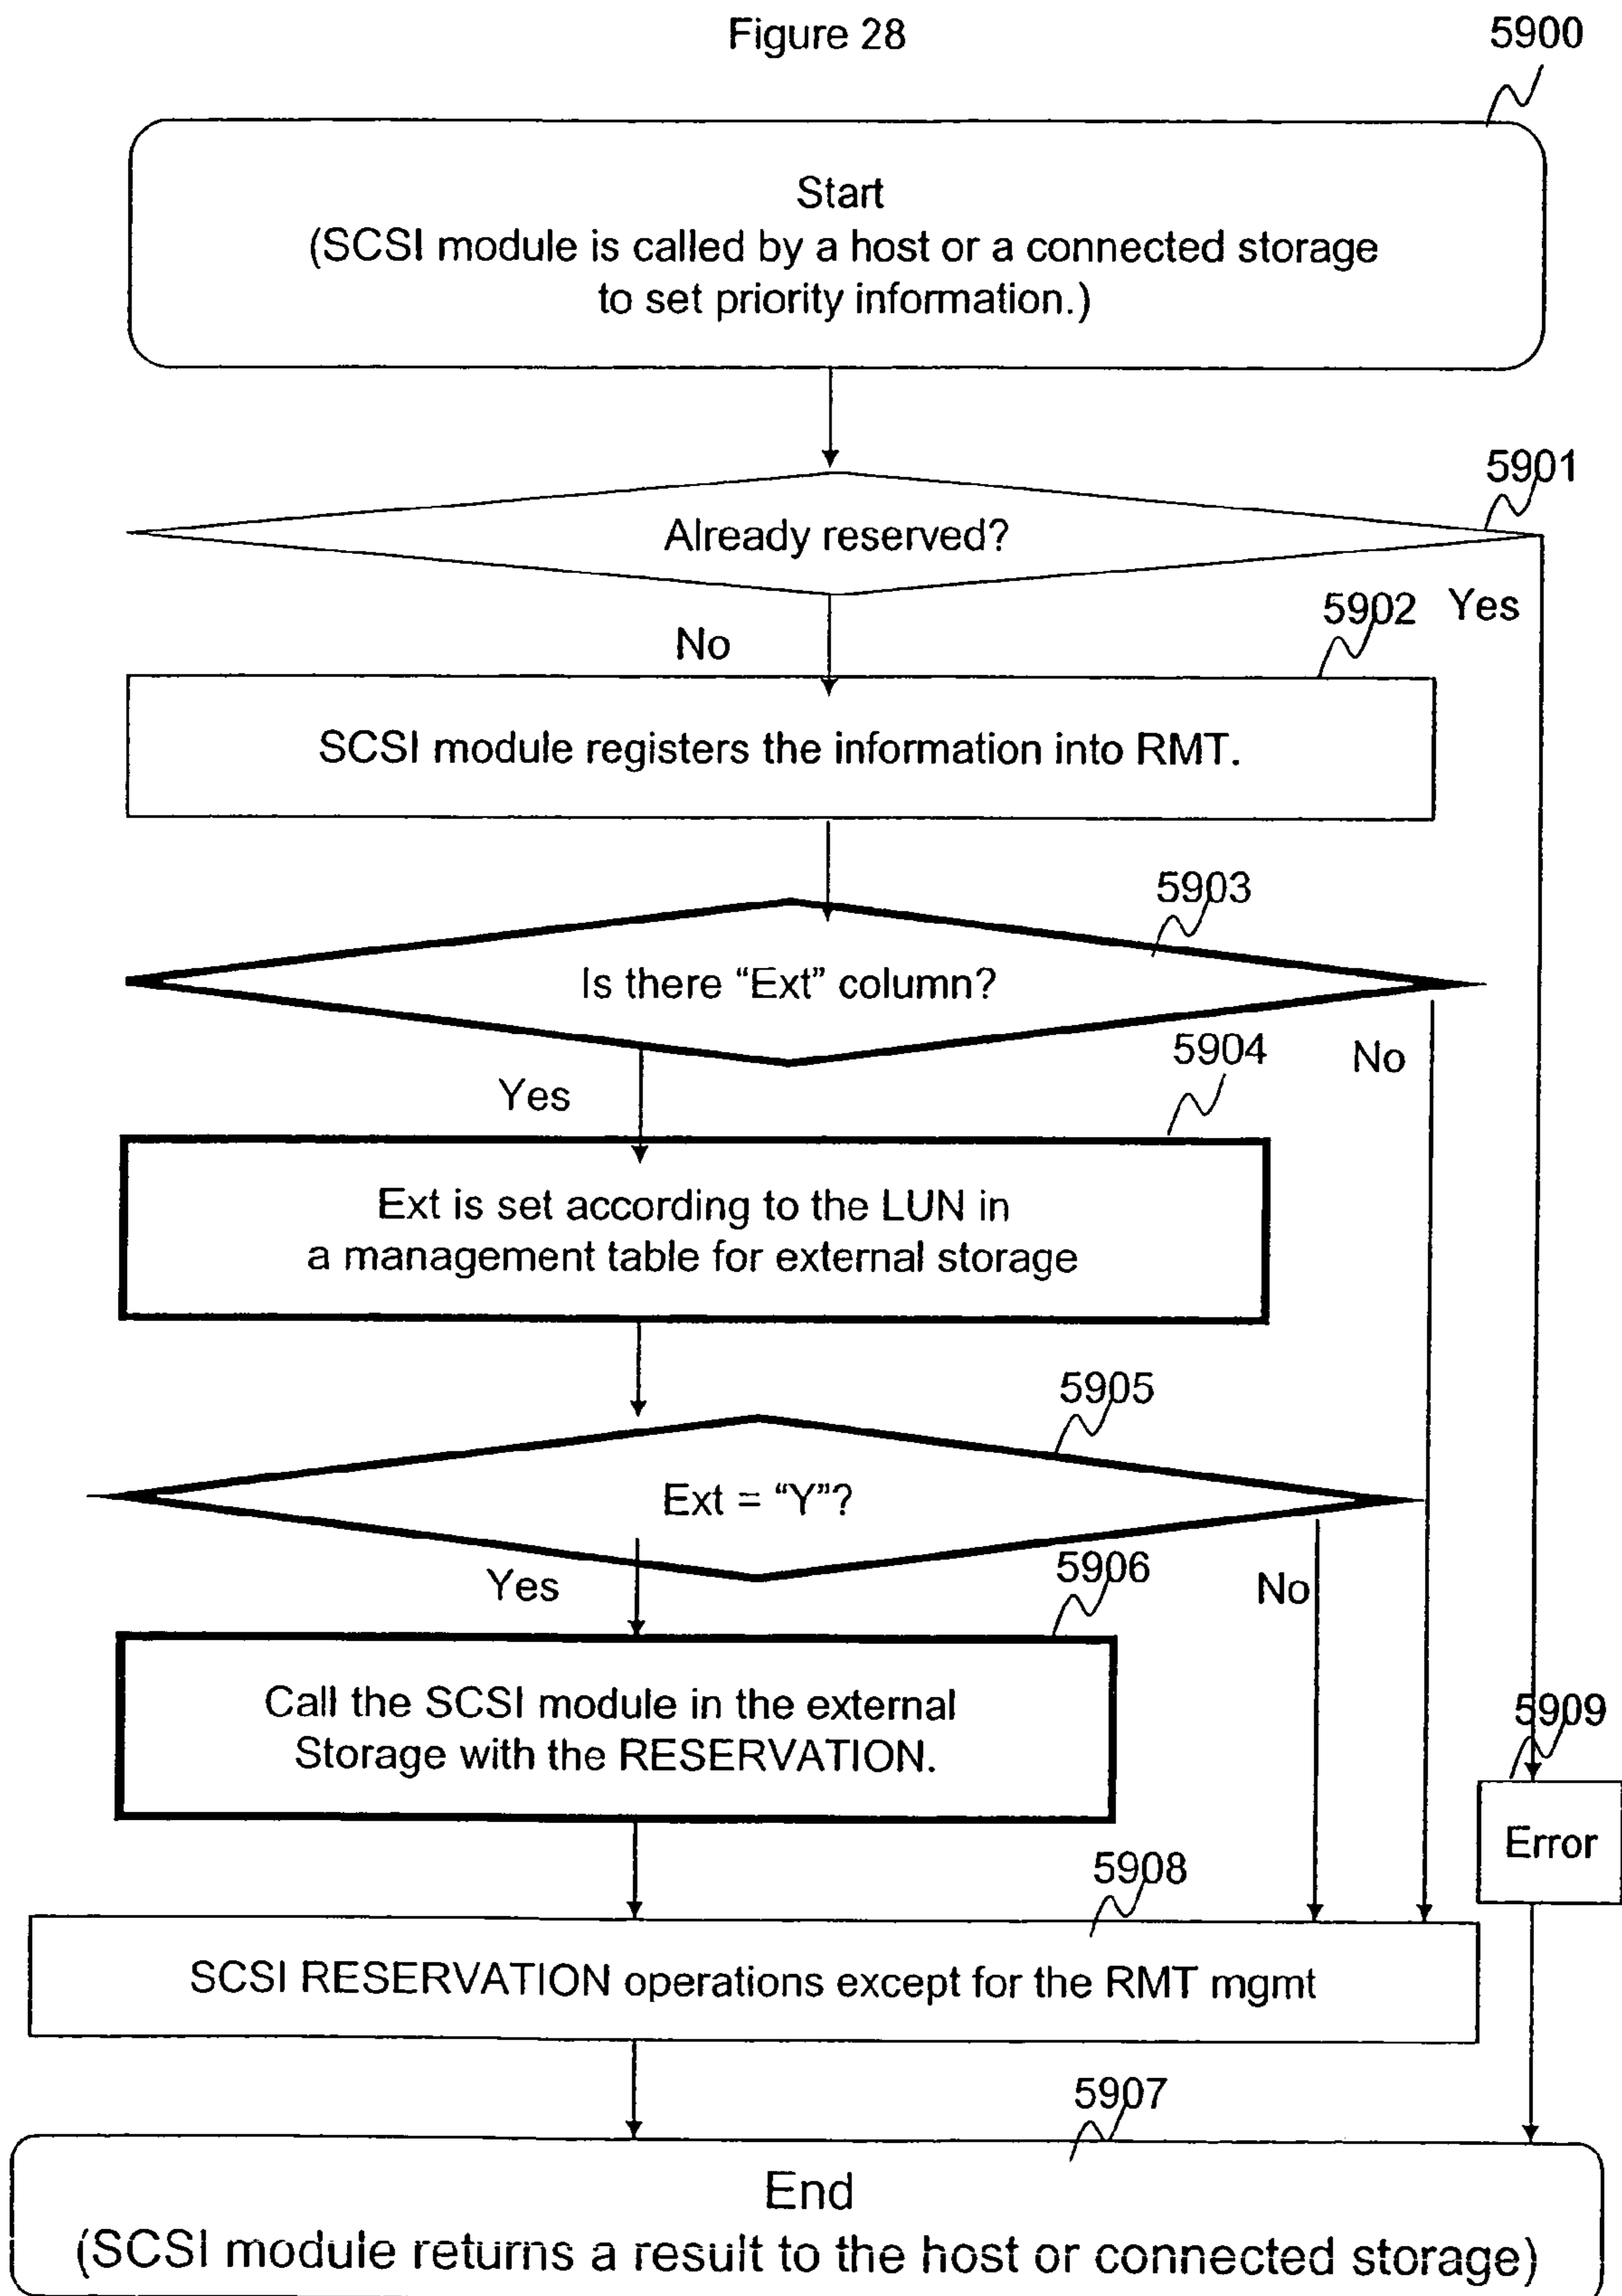 Figure 28
5900
Start
(SCSI module is called by a host or a connected storage
to set priority information.)
5901
Already reserved?
Yes
No
5902
SCSI module registers the information into RMT.
5903
Is there “Ext” column?
No
Yes
5904
Ext is set according to the LUN in
a management table for external storage
5905
Ext = “Y”?
Yes
No
5906
Call the SCSI module in the external
Storage with the RESERVATION.
5909
Error
5908
SCSI RESERVATION operations except for the RMT mgmt
5907
End
(SCSI module returns a result to the host or connected storage)